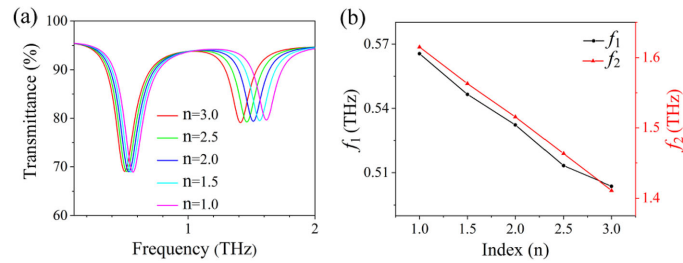 (a)
100
90
80
70
60
Transmittance (%)
n=3.0
n=2.5
n=2.0
n=1.5
n=1.0
1
2
Frequency (THz)
(b)
0.57
0.54
0.51
f₁ (THz)
f₁
f₂
1.6
1.5
1.4
f₂ (THz)
1.0 1.5 2.0 2.5 3.0
Index (n)